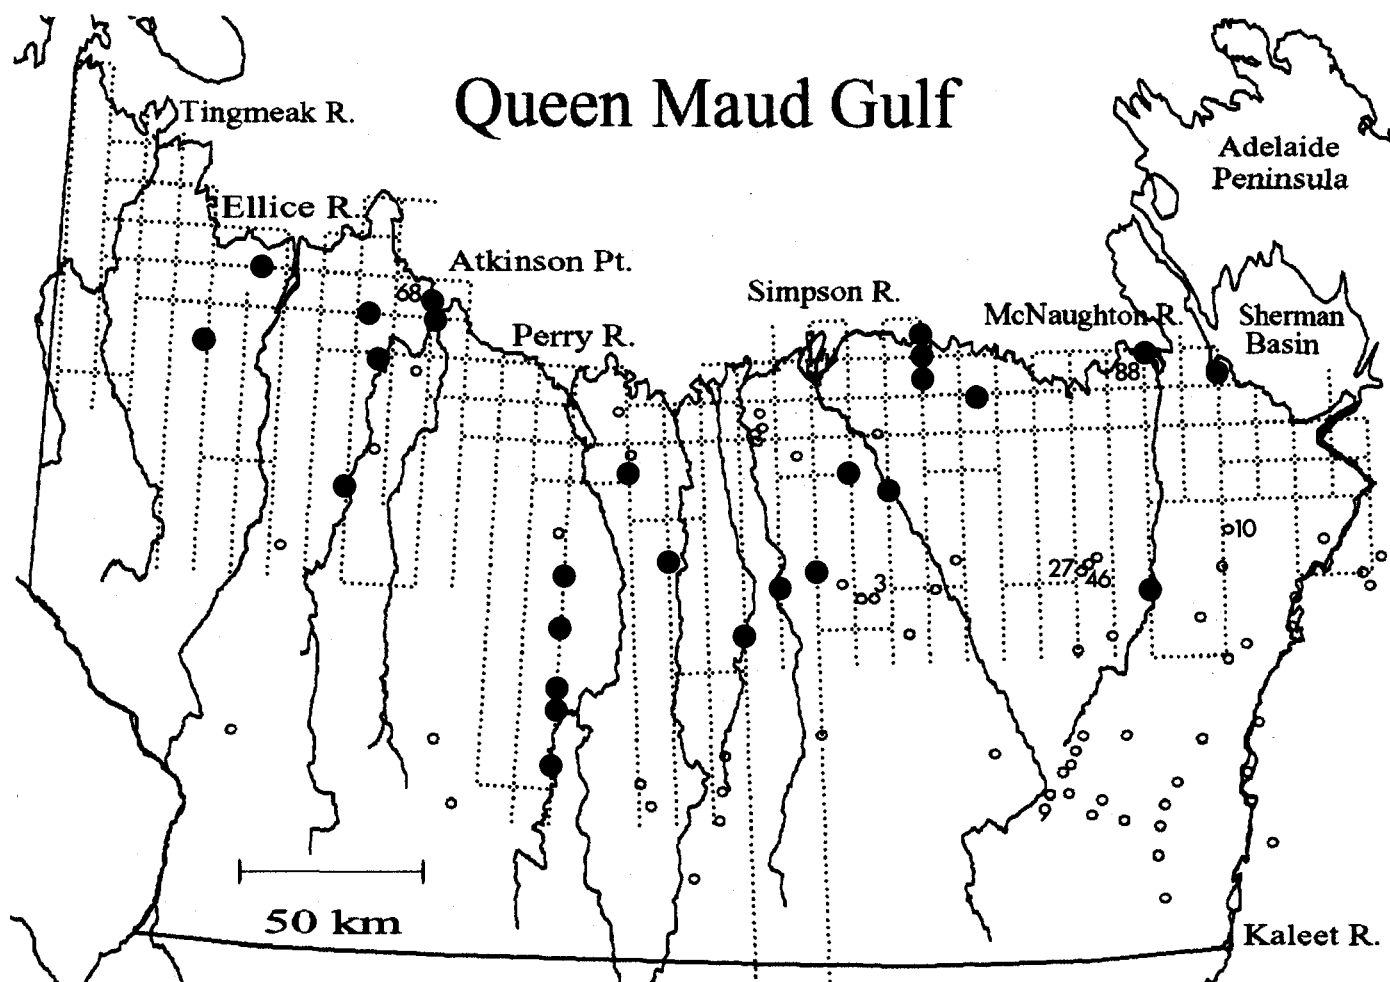 Queen Maud Gulf
Tingmeak R.
Adelaide
Peninsula
Ellice R.
Atkinson Pt.
68
Simpson R.
McNaughton R.
Sherman
Basin
Perry R.
88
10
27
46
3
9
50 km
Kaleet R.